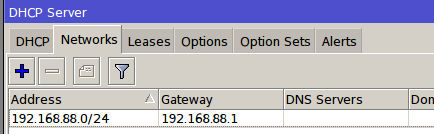 DHCP Server
DHCP Networks Leases Options Option Sets Alerts
Address Gateway DNS Servers
192.168.88.0/24 192.168.88.1